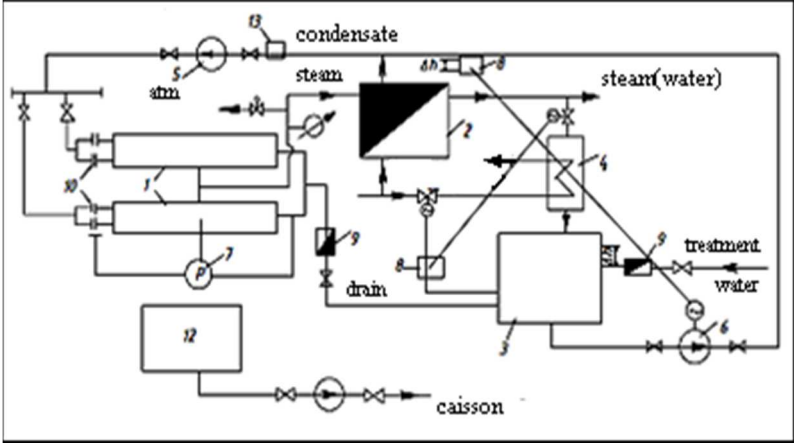 13
condensate
Δh
8
5
atm
steam
steam(water)
2
4
10
1
7
P
9
8
Δh
9
treatment
water
drain
12
3
6
caisson